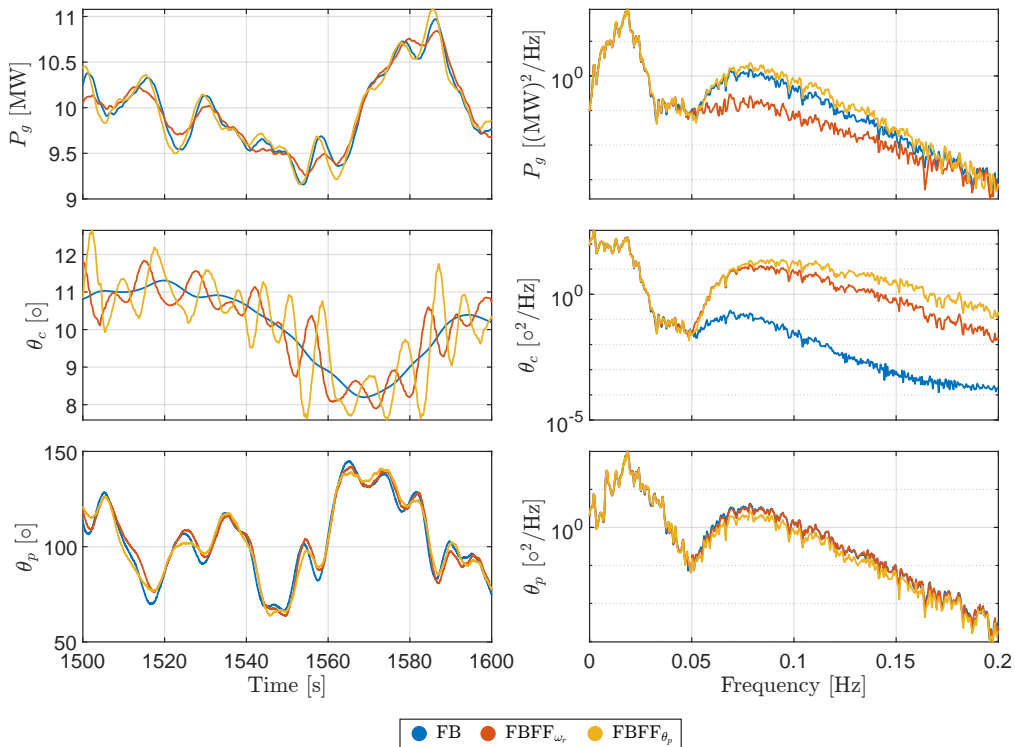 11
10.5
10
9.5
9
P_g [MW]
10^0
P_g [(MW)^2/Hz]
12
11
10
9
8
θ_c [∘]
10^0
10^-5
θ_c [∘^2/Hz]
150
100
50
θ_p [∘]
1500 1520 1540 1560 1580 1600
Time [s]
10^0
θ_p [∘^2/Hz]
0 0.05 0.1 0.15 0.2
Frequency [Hz]
FB FBFF_ω_r FBFF_θ_p